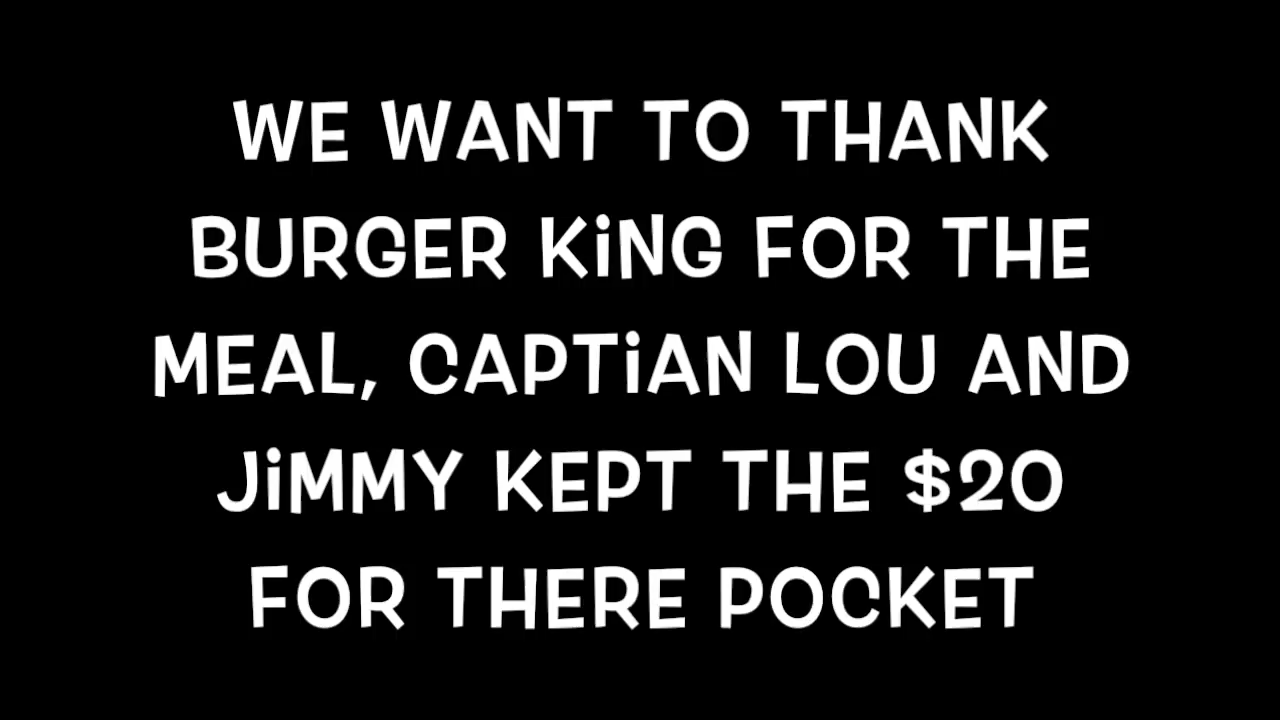 WE WANT TO THANK
BURGER KiNG FOR THE
MEAL, CAPTiAN LOU AND
JiMMY KEPT THE $20
FOR THERE POCKET